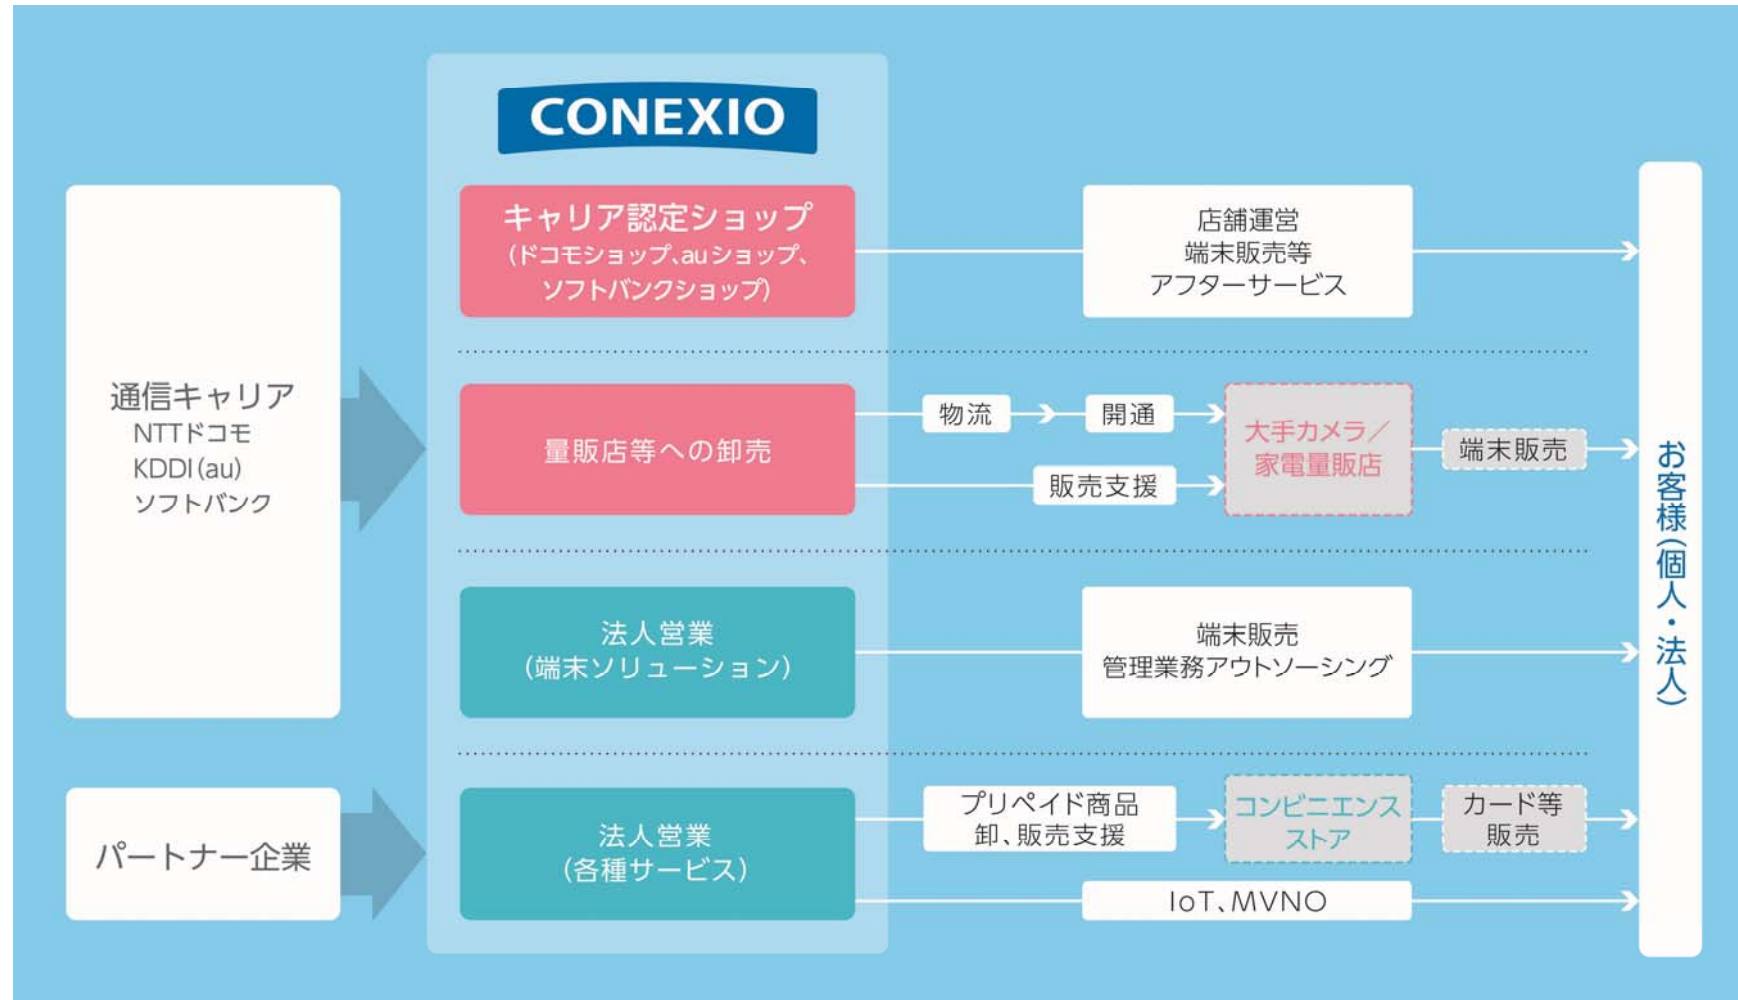 CONEXIO
通信キャリア
NTTドコモ
KDDI(au)
ソフトバンク
パートナー企業
キャリア認定ショップ
(ドコモショップ、auショップ、
ソフトバンクショップ)
店舗運営
端末販売等
アフターサービス
量販店等への卸売
物流
開通
販売支援
大手カメラ／
家電量販店
端末販売
法人営業
(端末ソリューション)
端末販売
管理業務アウトソーシング
法人営業
(各種サービス)
プリペイド商品
卸、販売支援
コンビニエンス
ストア
カード等
販売
IoT、MVNO
お客様(個人・法人)